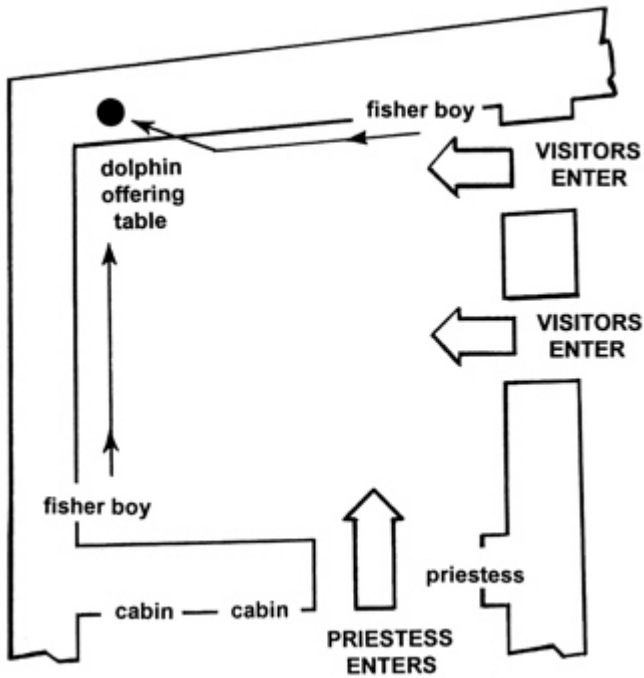 fisher boy
VISITORS
ENTER
dolphin
offering
table
VISITORS
ENTER
fisher boy
priestess
cabin
cabin
PRIESTESS
ENTERS